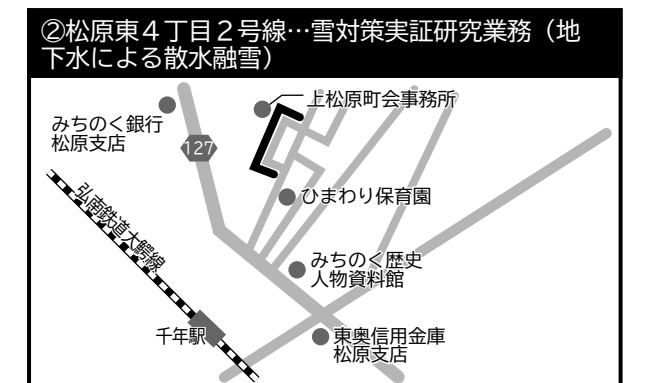 ②松原東４丁目２号線…雪対策実証研究業務（地
下水による散水融雪）
上松原町会事務所
みちのく銀行
松原支店
127
ひまわり保育園
弘南鉄道大鰐線
みちのく歴史
人物資料館
千年駅
東奥信用金庫
松原支店